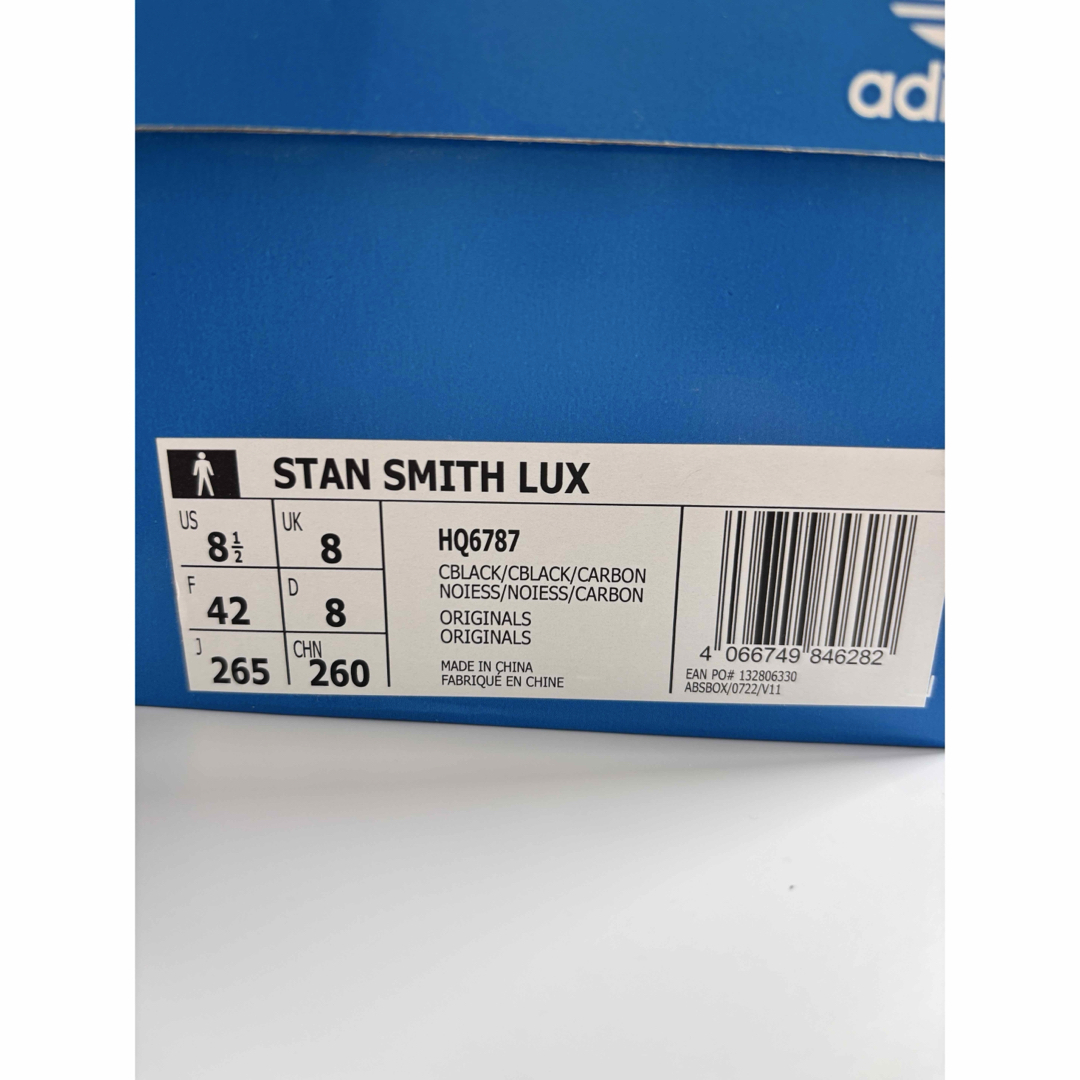 adi
STAN SMITH LUX
US 8½ UK 8
F 42 D 8
J 265 CHN 260
HQ6787
CBLACK/CBLACK/CARBON
NOIESS/NOIESS/CARBON
ORIGINALS
ORIGINALS
MADE IN CHINA
FABRIQUÉ EN CHINE
4 066749 846282
EAN PO# 132806330
ABSBOX/0722/V11